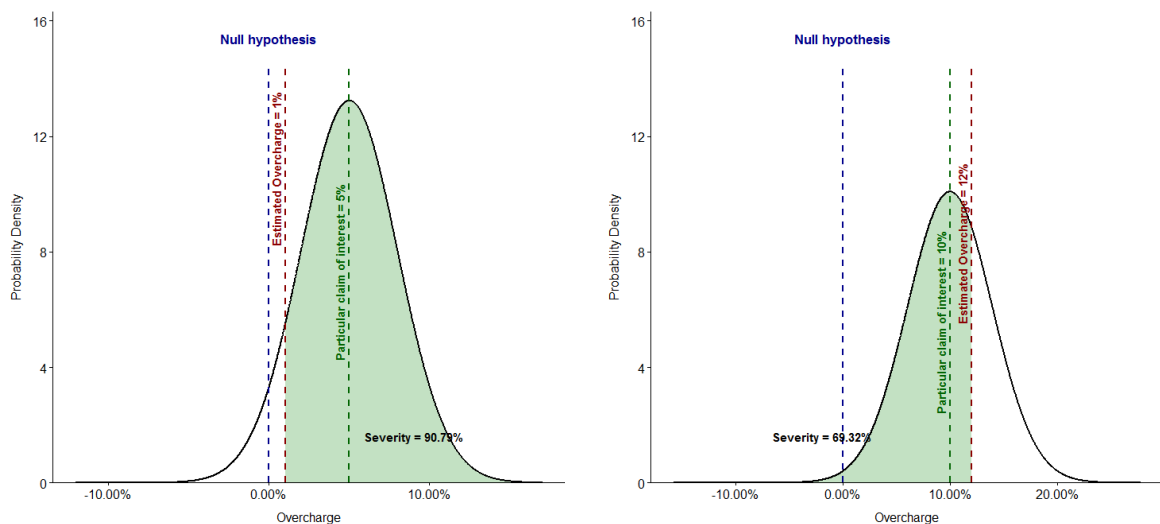 16
12
8
4
0
Probability Density
Null hypothesis
Estimated Overcharge = 1%
Particular claim of interest = 5%
Severity = 90.79%
-10.00%
0.00%
10.00%
Overcharge
16
12
8
4
0
Probability Density
Null hypothesis
Particular claim of interest = 10%
Estimated Overcharge = 12%
Severity = 69.32%
-10.00%
0.00%
10.00%
20.00%
Overcharge